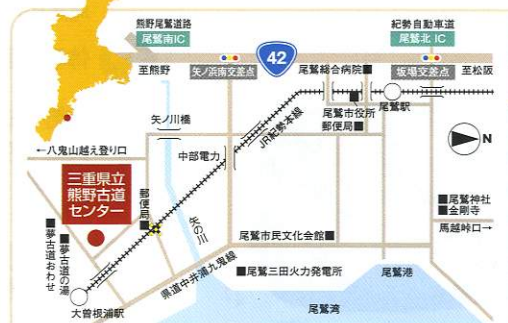 熊野尾鷲道路
尾鷲南IC
紀勢自動車道
尾鷲北IC
42
至熊野
矢ノ浜南交差点
尾鷲総合病院
坂場交差点
至松阪
尾鷲市役所
郵便局
尾鷲駅
矢ノ川橋
JR紀勢本線
N
←八鬼山越え登り口
中部電力
三重県立
熊野古道
センター
郵便局
矢の川
尾鷲神社
金剛寺
馬越峠口→
尾鷲市民文化会館
夢古道の湯
夢古道おわせ
県道中井浦九鬼線
尾鷲三田火力発電所
尾鷲港
大曽根浦駅
尾鷲湾